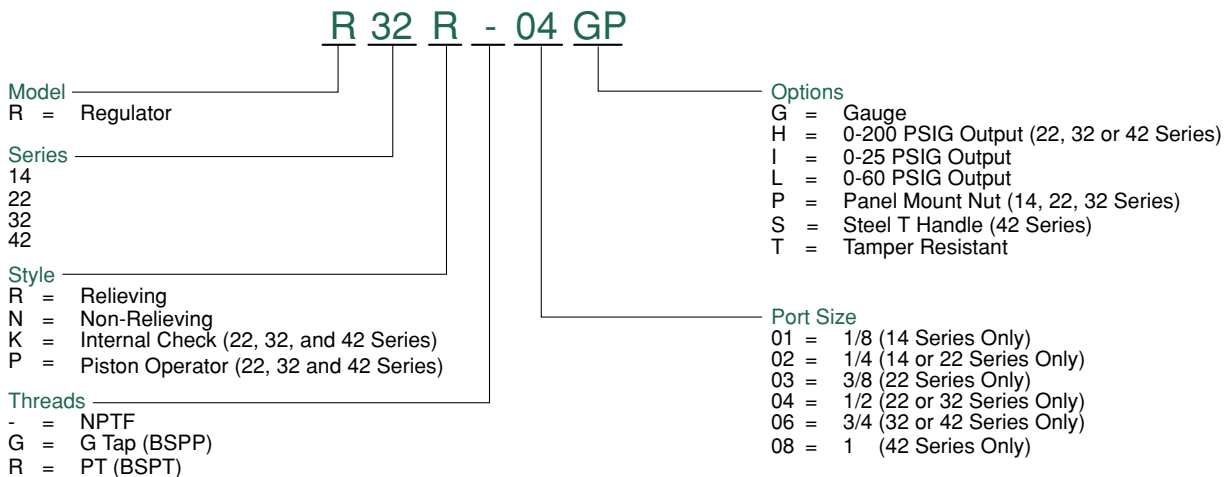 R 32 R - 04 GP
Model
R = Regulator
Series
14
22
32
42
Style
R = Relieving
N = Non-Relieving
K = Internal Check (22, 32, and 42 Series)
P = Piston Operator (22, 32 and 42 Series)
Threads
- = NPTF
G = G Tap (BSPP)
R = PT (BSPT)
Options
G = Gauge
H = 0-200 PSIG Output (22, 32 or 42 Series)
I = 0-25 PSIG Output
L = 0-60 PSIG Output
P = Panel Mount Nut (14, 22, 32 Series)
S = Steel T Handle (42 Series)
T = Tamper Resistant
Port Size
01 = 1/8 (14 Series Only)
02 = 1/4 (14 or 22 Series Only)
03 = 3/8 (22 Series Only)
04 = 1/2 (22 or 32 Series Only)
06 = 3/4 (32 or 42 Series Only)
08 = 1 (42 Series Only)